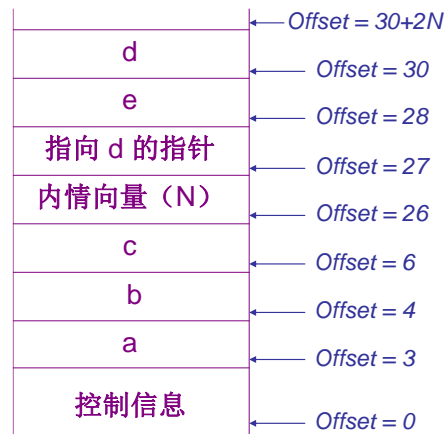 Offset = 30+2N
d
Offset = 30
e
Offset = 28
指向 d 的指针
Offset = 27
内情向量（N）
Offset = 26
c
Offset = 6
b
Offset = 4
a
Offset = 3
控制信息
Offset = 0